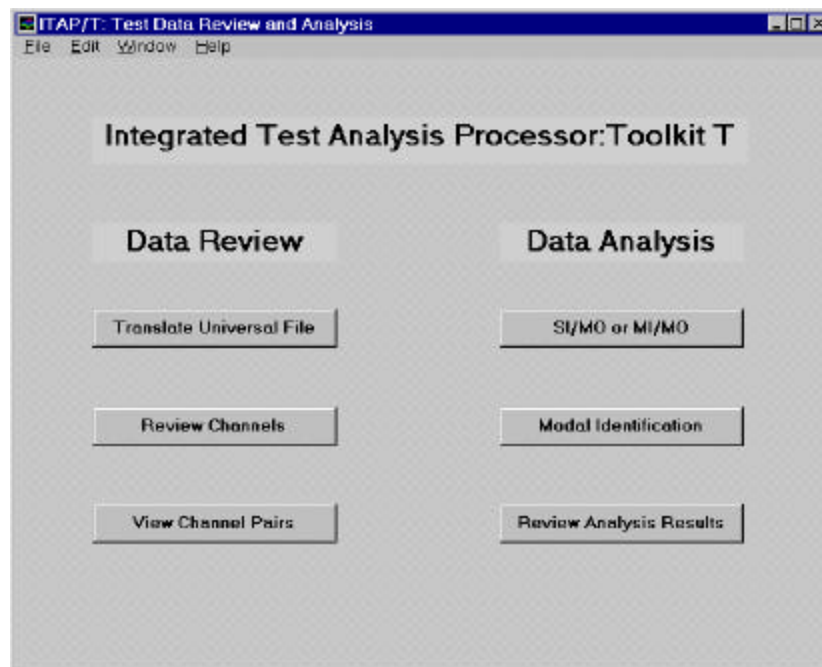 ITAP/T: Test Data Review and Analysis
File Edit Window Help
Integrated Test Analysis Processor:Toolkit T
Data Review
Translate Universal File
Review Channels
View Channel Pairs
Data Analysis
SI/MO or MI/MO
Modal Identification
Review Analysis Results